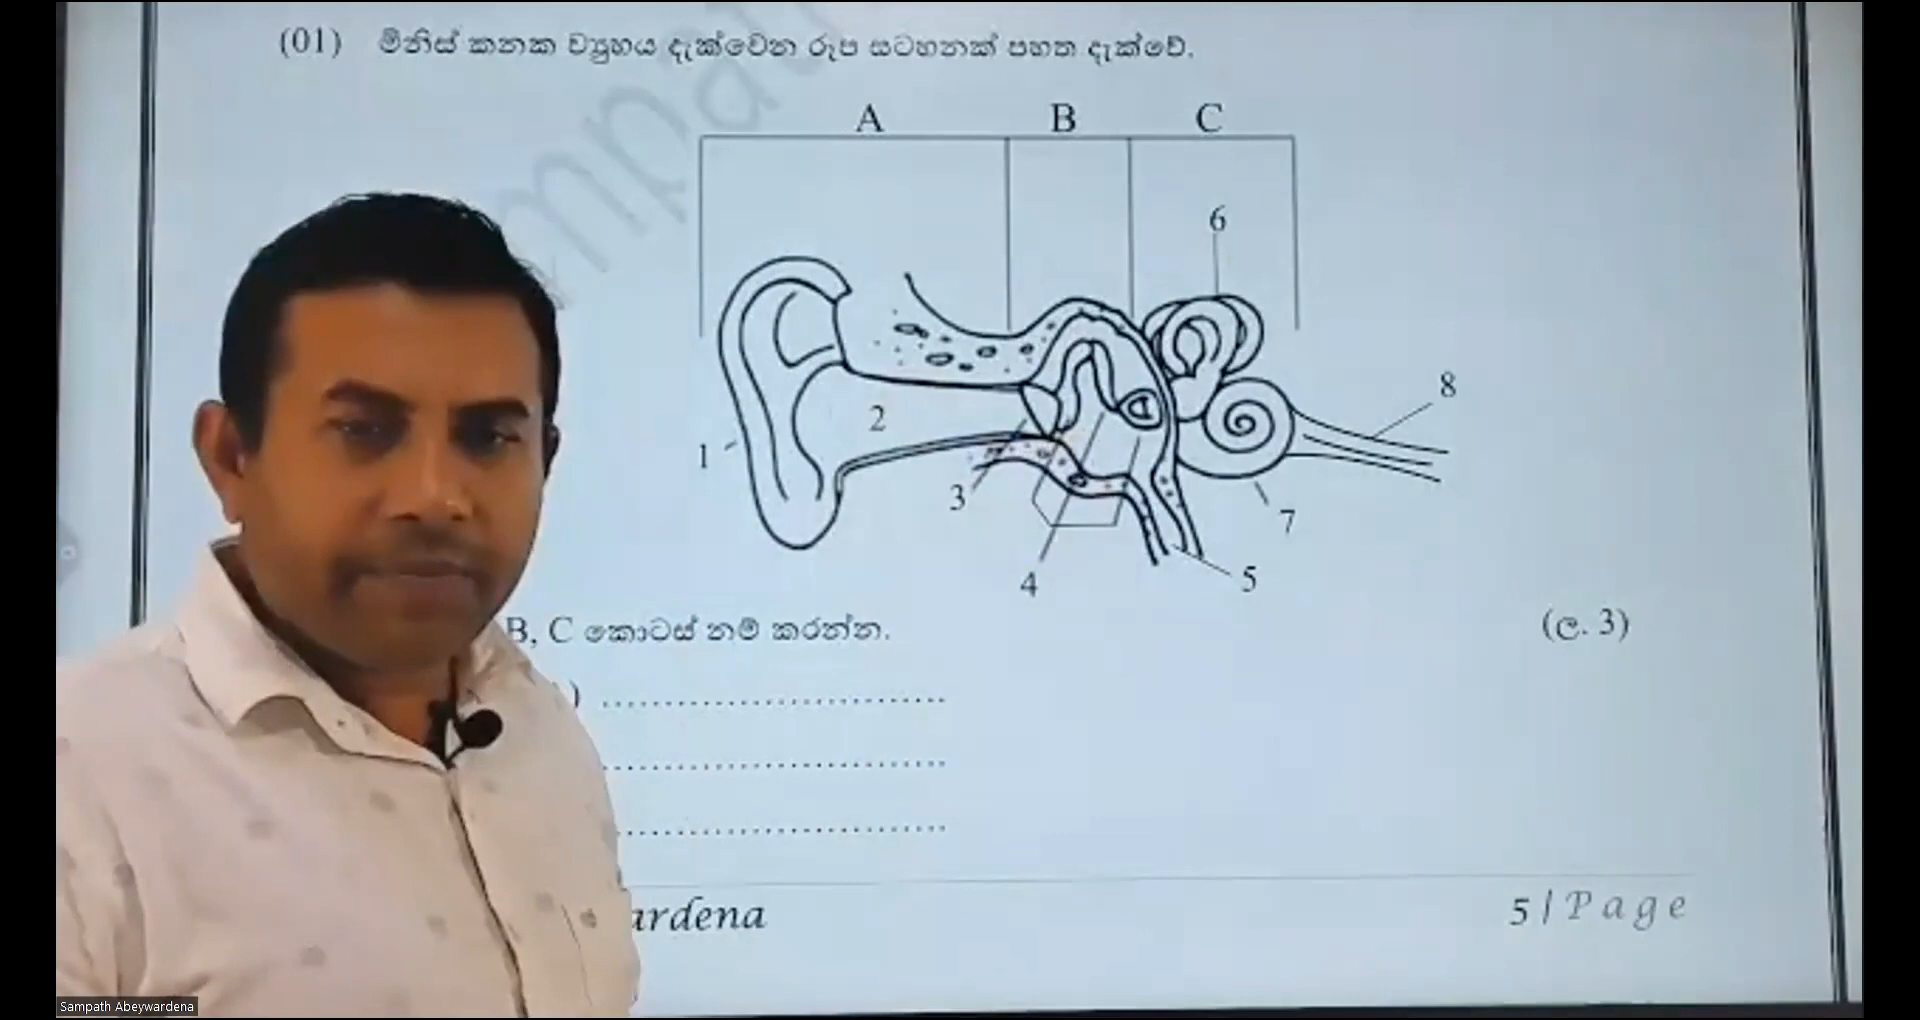 (01) මිනිස් කනක ව්‍යුහය දැක්වෙන රූප සටහනක් පහත දැක්වේ.
A B C
6
8
2
1
3
7
4
5
B, C කොටස් නම් කරන්න. (ල. 3)
) ..............................
..............................
..............................
ardena
5 | Page
Sampath Abeywardena